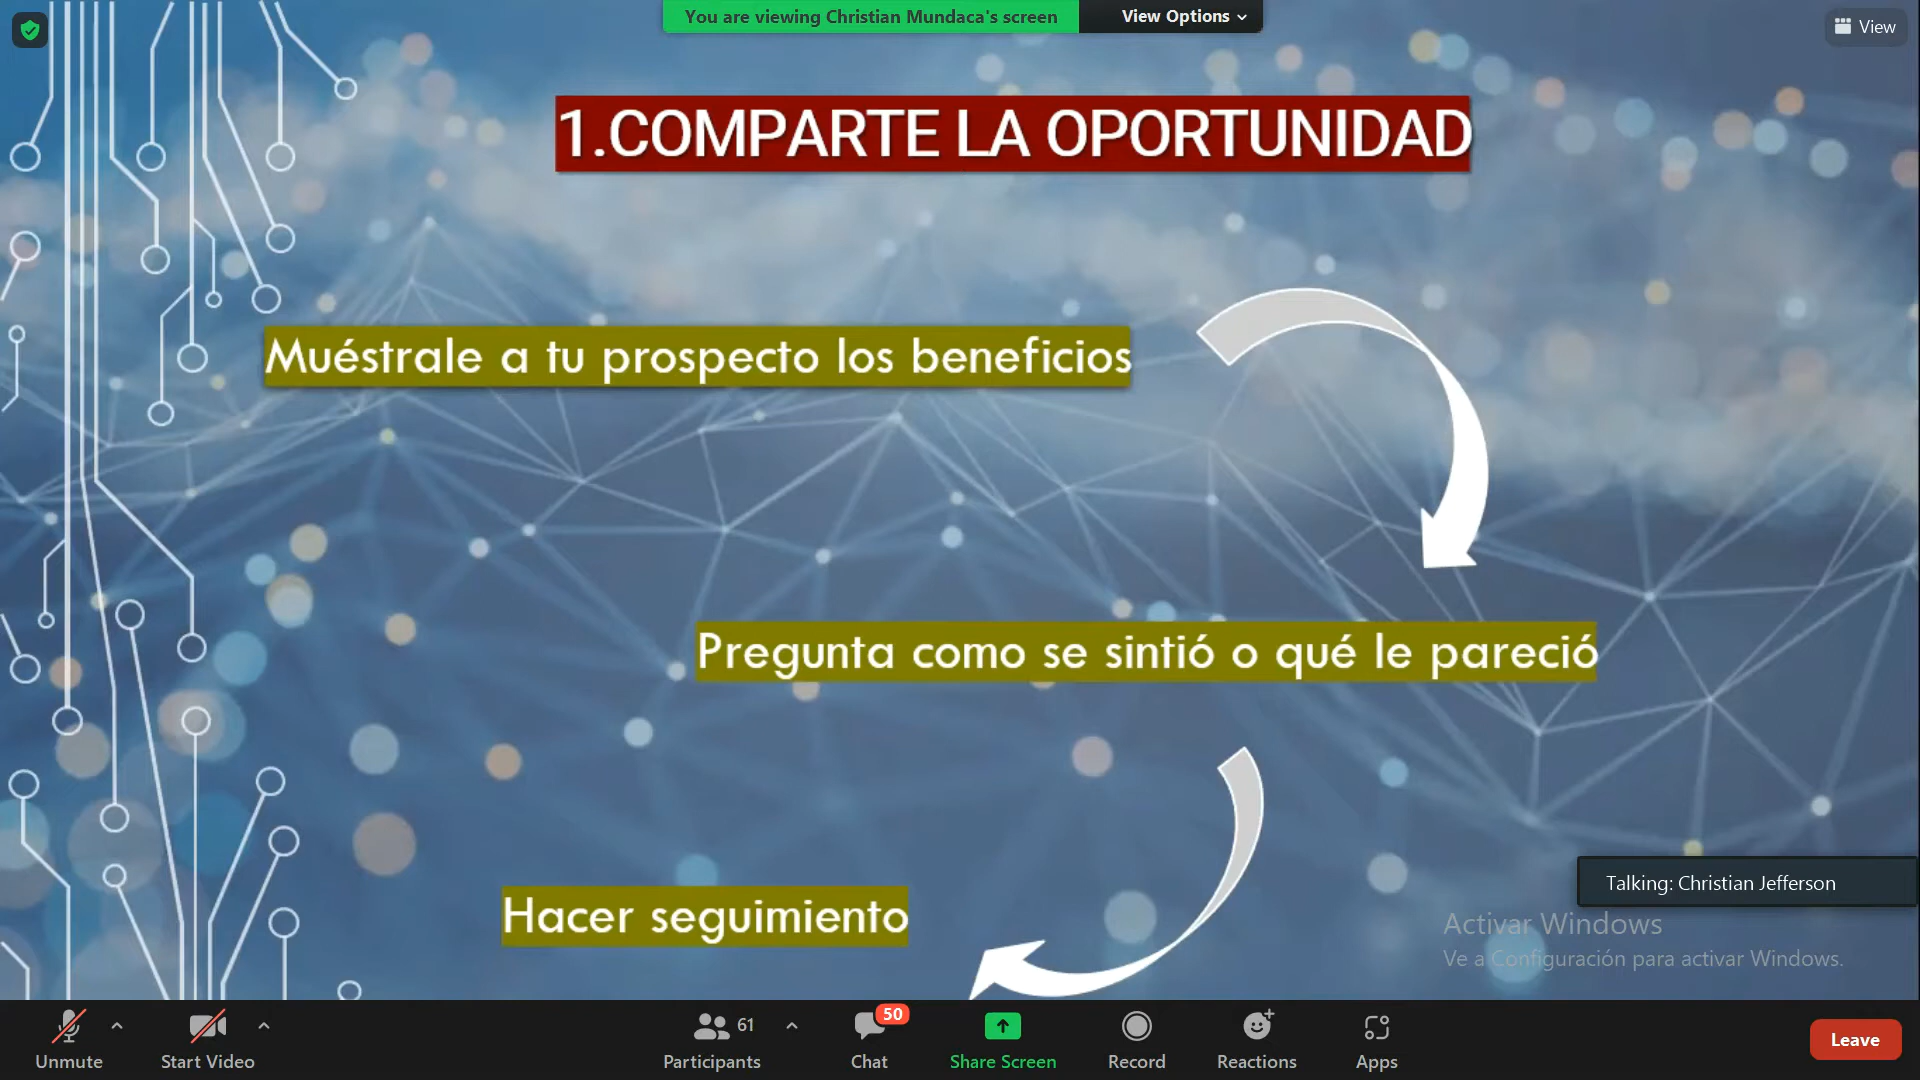 You are viewing Christian Mundaca's screen
View Options
View
1.COMPARTE LA OPORTUNIDAD
Muéstrale a tu prospecto los beneficios
Pregunta como se sintió o qué le pareció
Hacer seguimiento
Talking: Christian Jefferson
Activar Windows
Ve a Configuración para activar Windows.
Unmute
Start Video
61
Participants
50
Chat
Share Screen
Record
Reactions
Apps
Leave